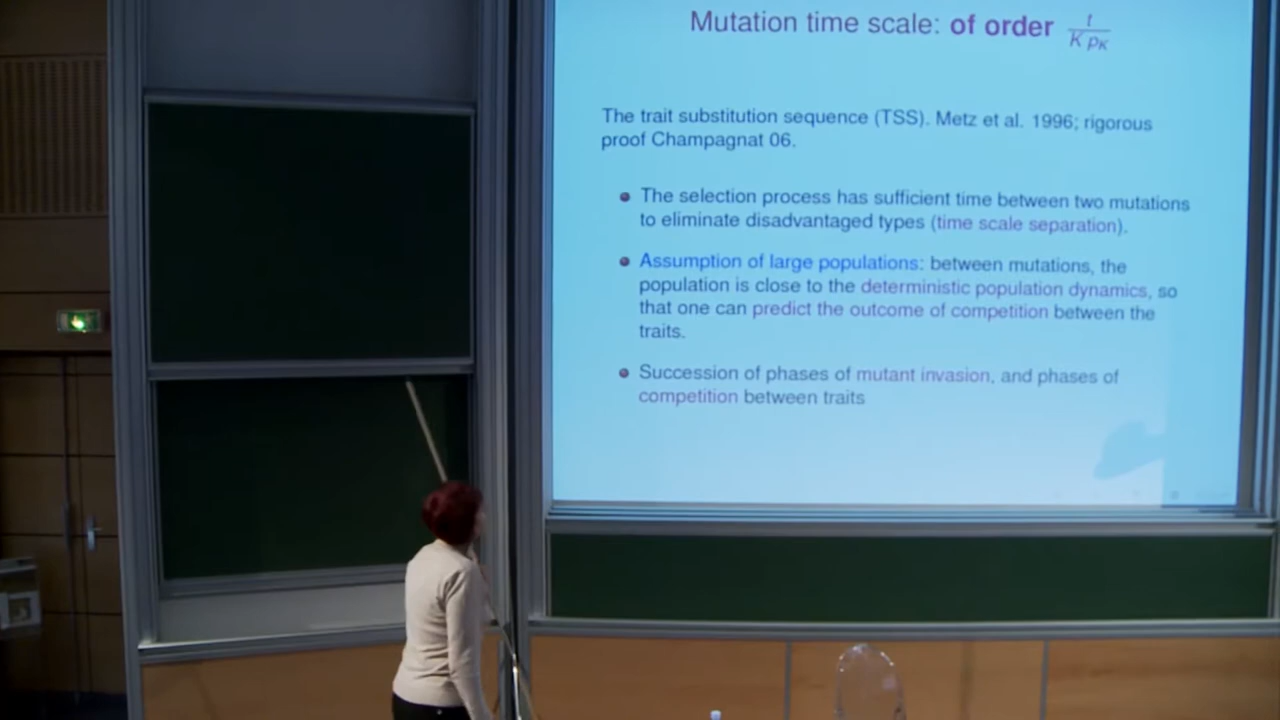 Mutation time scale: of order t / K pK
The trait substitution sequence (TSS). Metz et al. 1996; rigorous
proof Champagnat 06.
The selection process has sufficient time between two mutations
to eliminate disadvantaged types (time scale separation).
Assumption of large populations: between mutations, the
population is close to the deterministic population dynamics, so
that one can predict the outcome of competition between the
traits.
Succession of phases of mutant invasion, and phases of
competition between traits